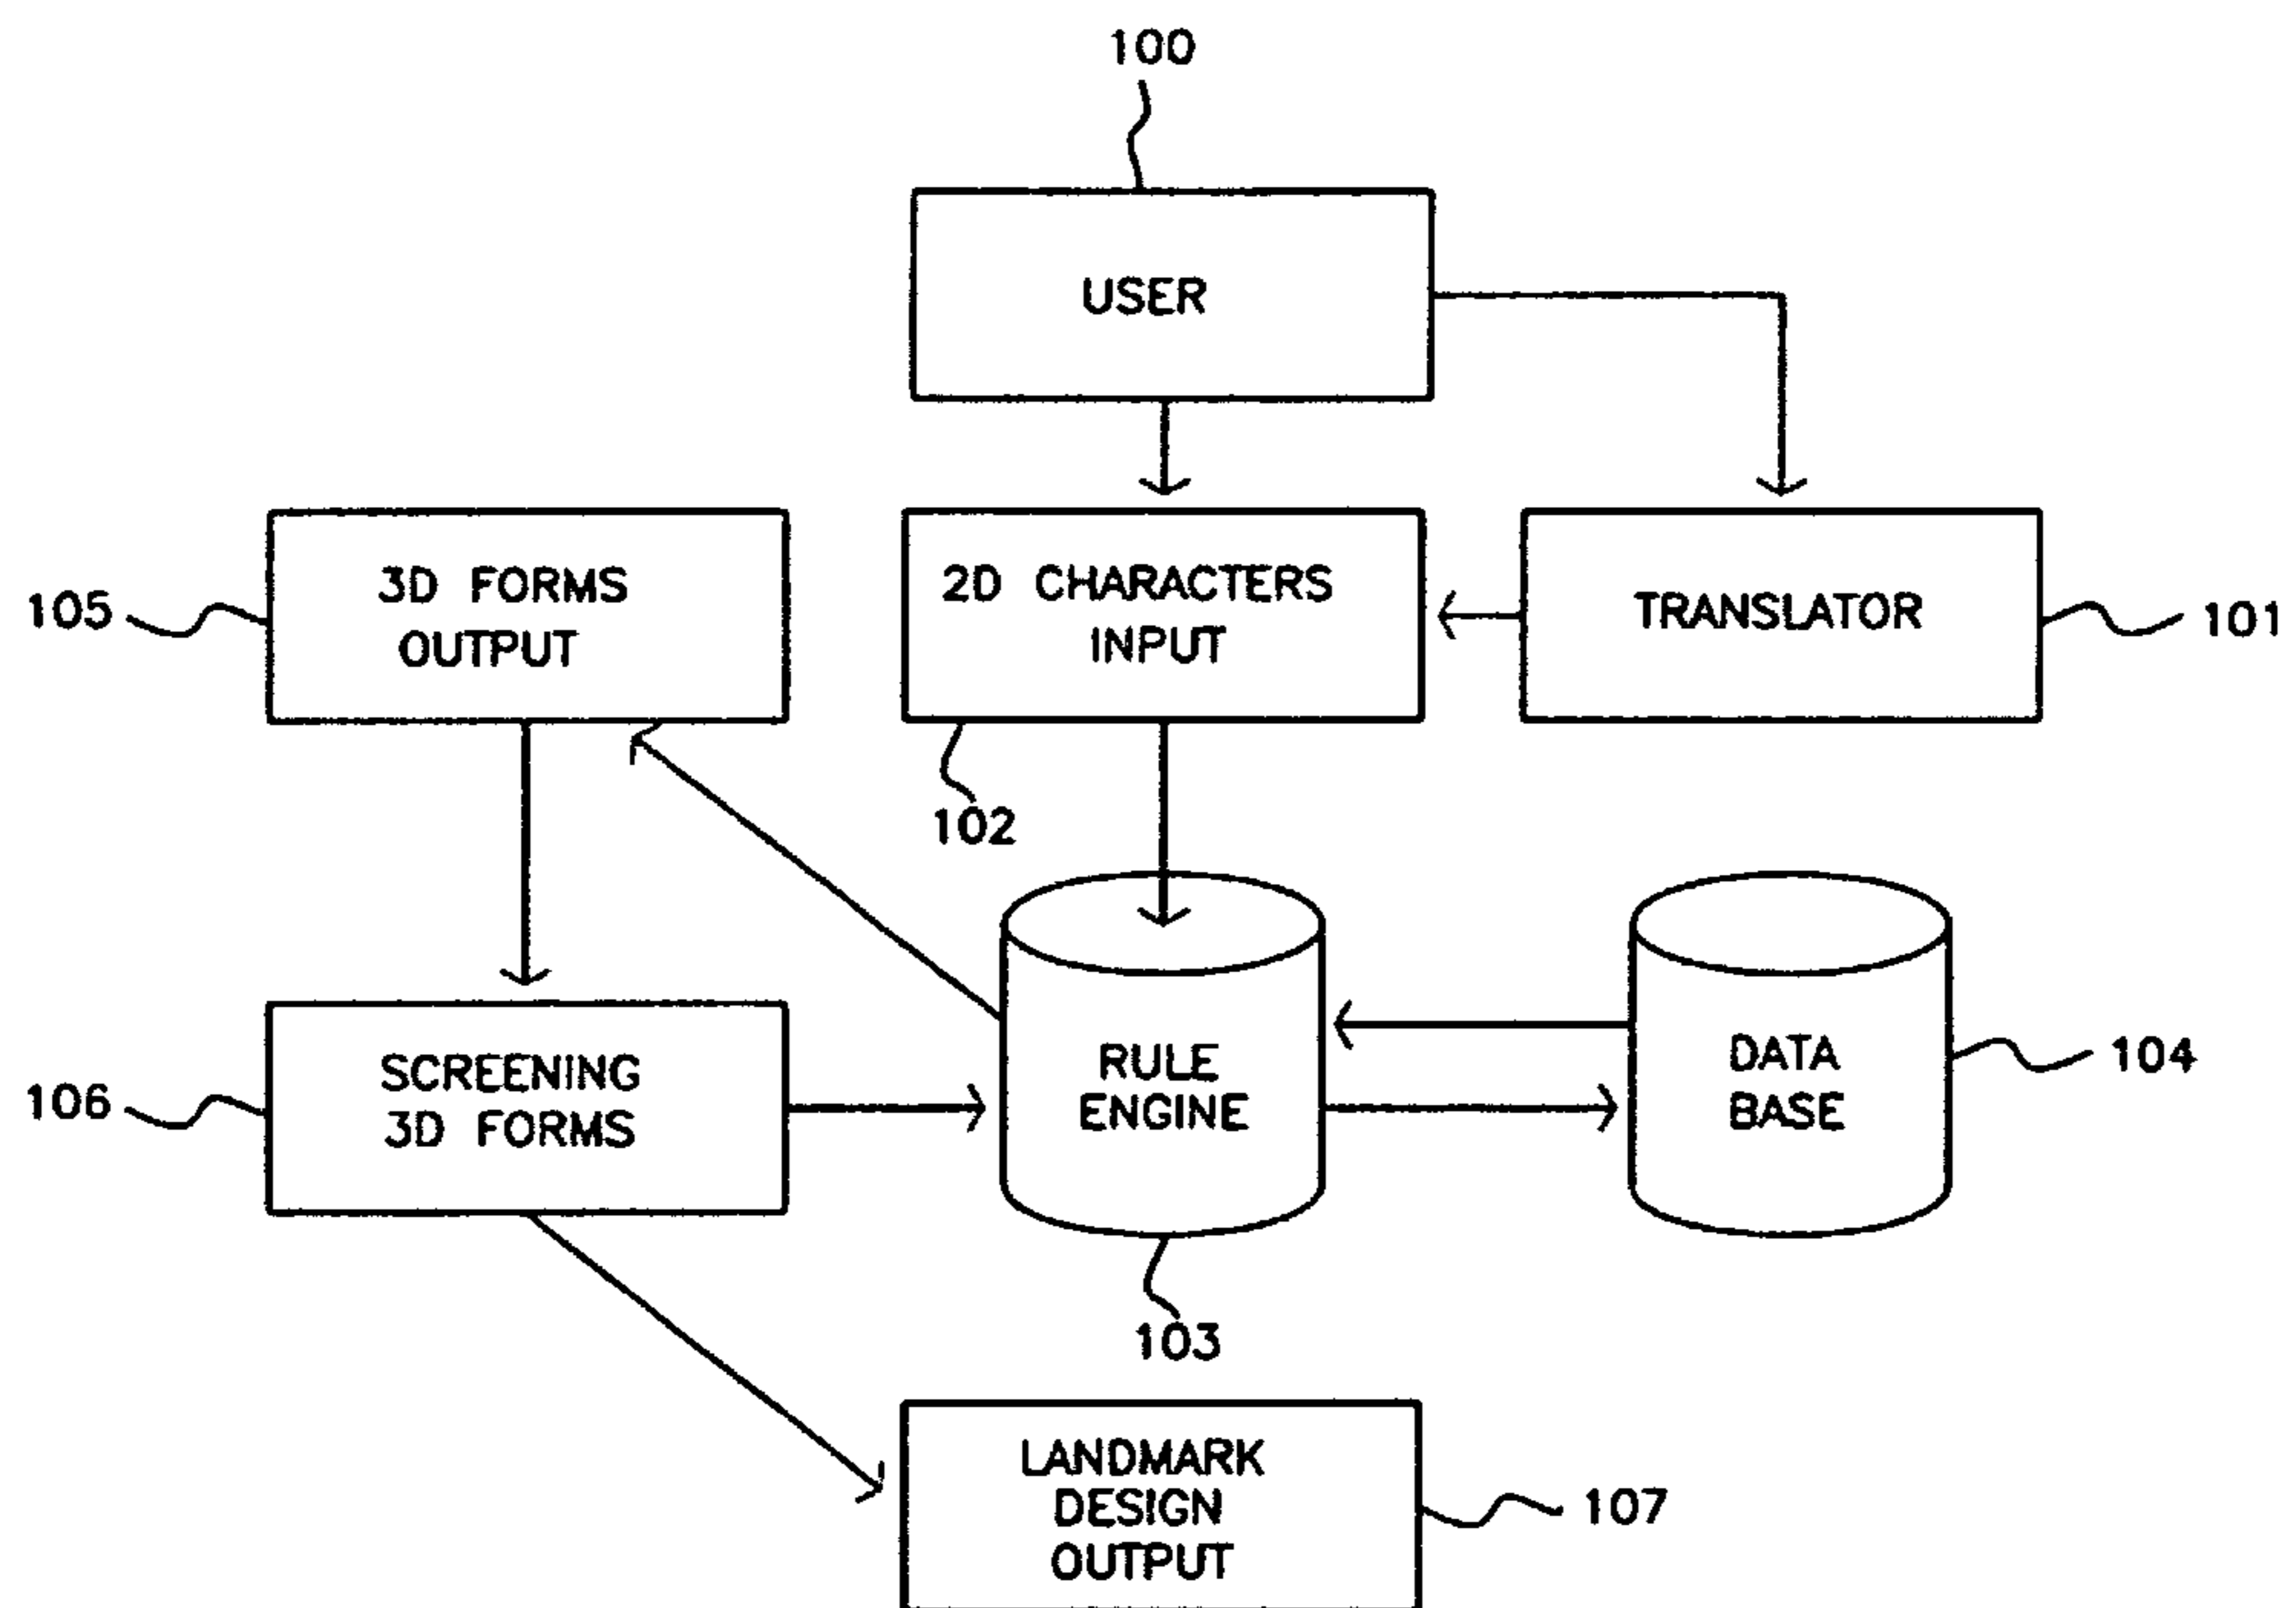 100
USER
3D FORMS
OUTPUT
105
2D CHARACTERS
INPUT
102
TRANSLATOR
101
SCREENING
3D FORMS
106
RULE
ENGINE
103
DATA
BASE
104
LANDMARK
DESIGN
OUTPUT
107